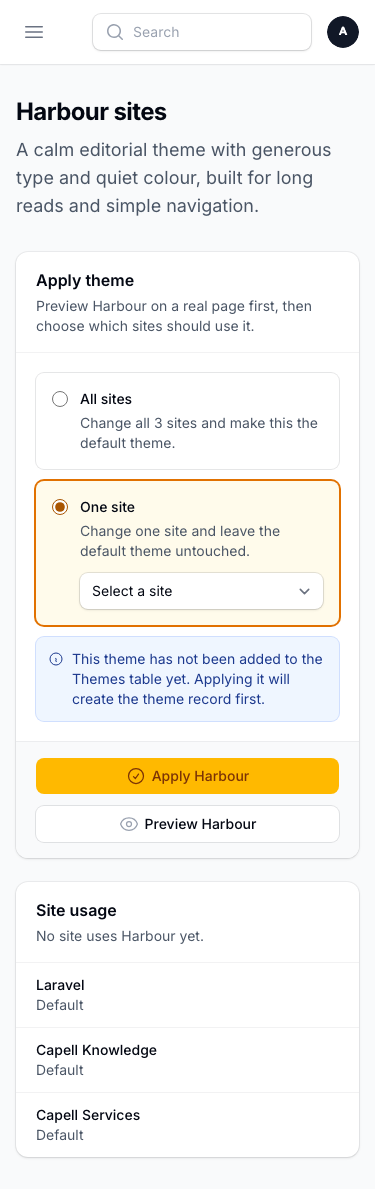 Search
A
Harbour sites
A calm editorial theme with generous
type and quiet colour, built for long
reads and simple navigation.
Apply theme
Preview Harbour on a real page first, then
choose which sites should use it.
All sites
Change all 3 sites and make this the
default theme.
One site
Change one site and leave the
default theme untouched.
Select a site
This theme has not been added to the
Themes table yet. Applying it will
create the theme record first.
Apply Harbour
Preview Harbour
Site usage
No site uses Harbour yet.
Laravel
Default
Capell Knowledge
Default
Capell Services
Default